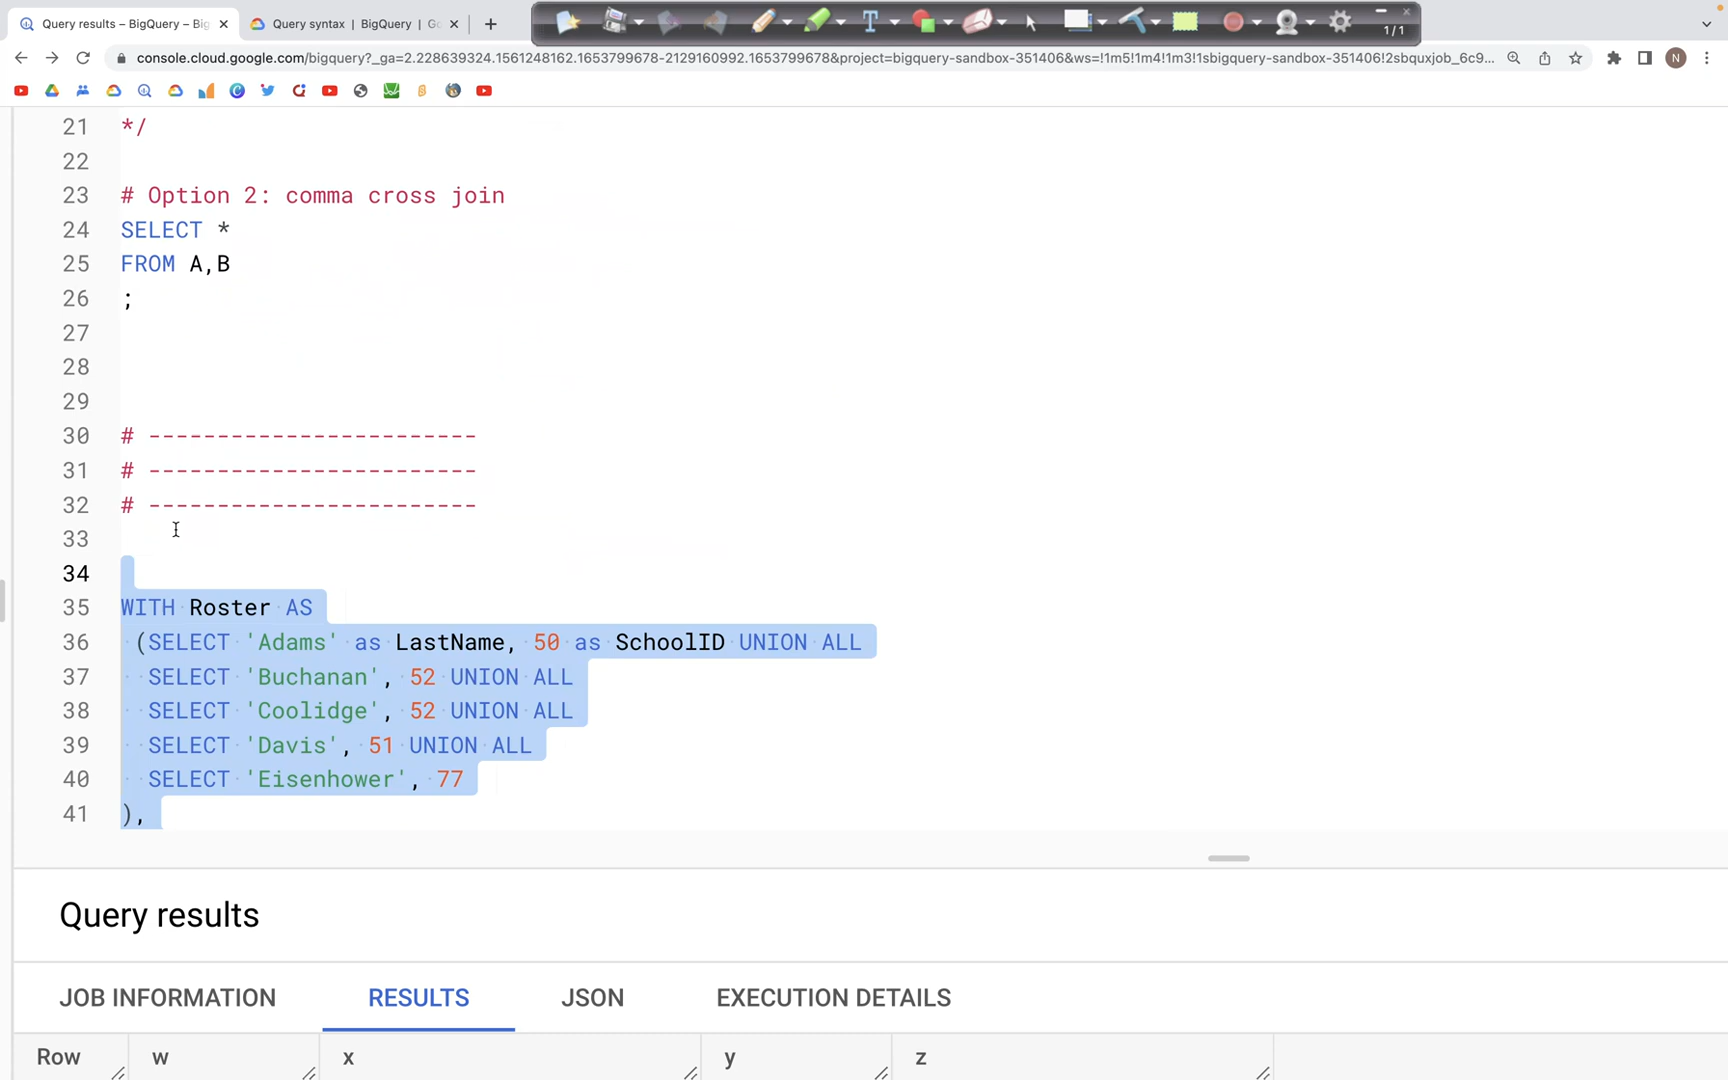 Query results – BigQuery – Big
Query syntax | BigQuery | Go
1/1
console.cloud.google.com/bigquery?_ga=2.228639324.1561248162.1653799678-2129160992.1653799678&project=bigquery-sandbox-351406&ws=!1m5!1m4!1m3!1sbigquery-sandbox-351406!2sbquxjob_6c9...
N
21 */
22
23 # Option 2: comma cross join
24 SELECT *
25 FROM A,B
26 ;
27
28
29
30 # ------------------------
31 # ------------------------
32 # ------------------------
33
34
35 WITH Roster AS
36 (SELECT 'Adams' as LastName, 50 as SchoolID UNION ALL
37 SELECT 'Buchanan', 52 UNION ALL
38 SELECT 'Coolidge', 52 UNION ALL
39 SELECT 'Davis', 51 UNION ALL
40 SELECT 'Eisenhower', 77
41 ),
Query results
JOB INFORMATION RESULTS JSON EXECUTION DETAILS
Row w x y z